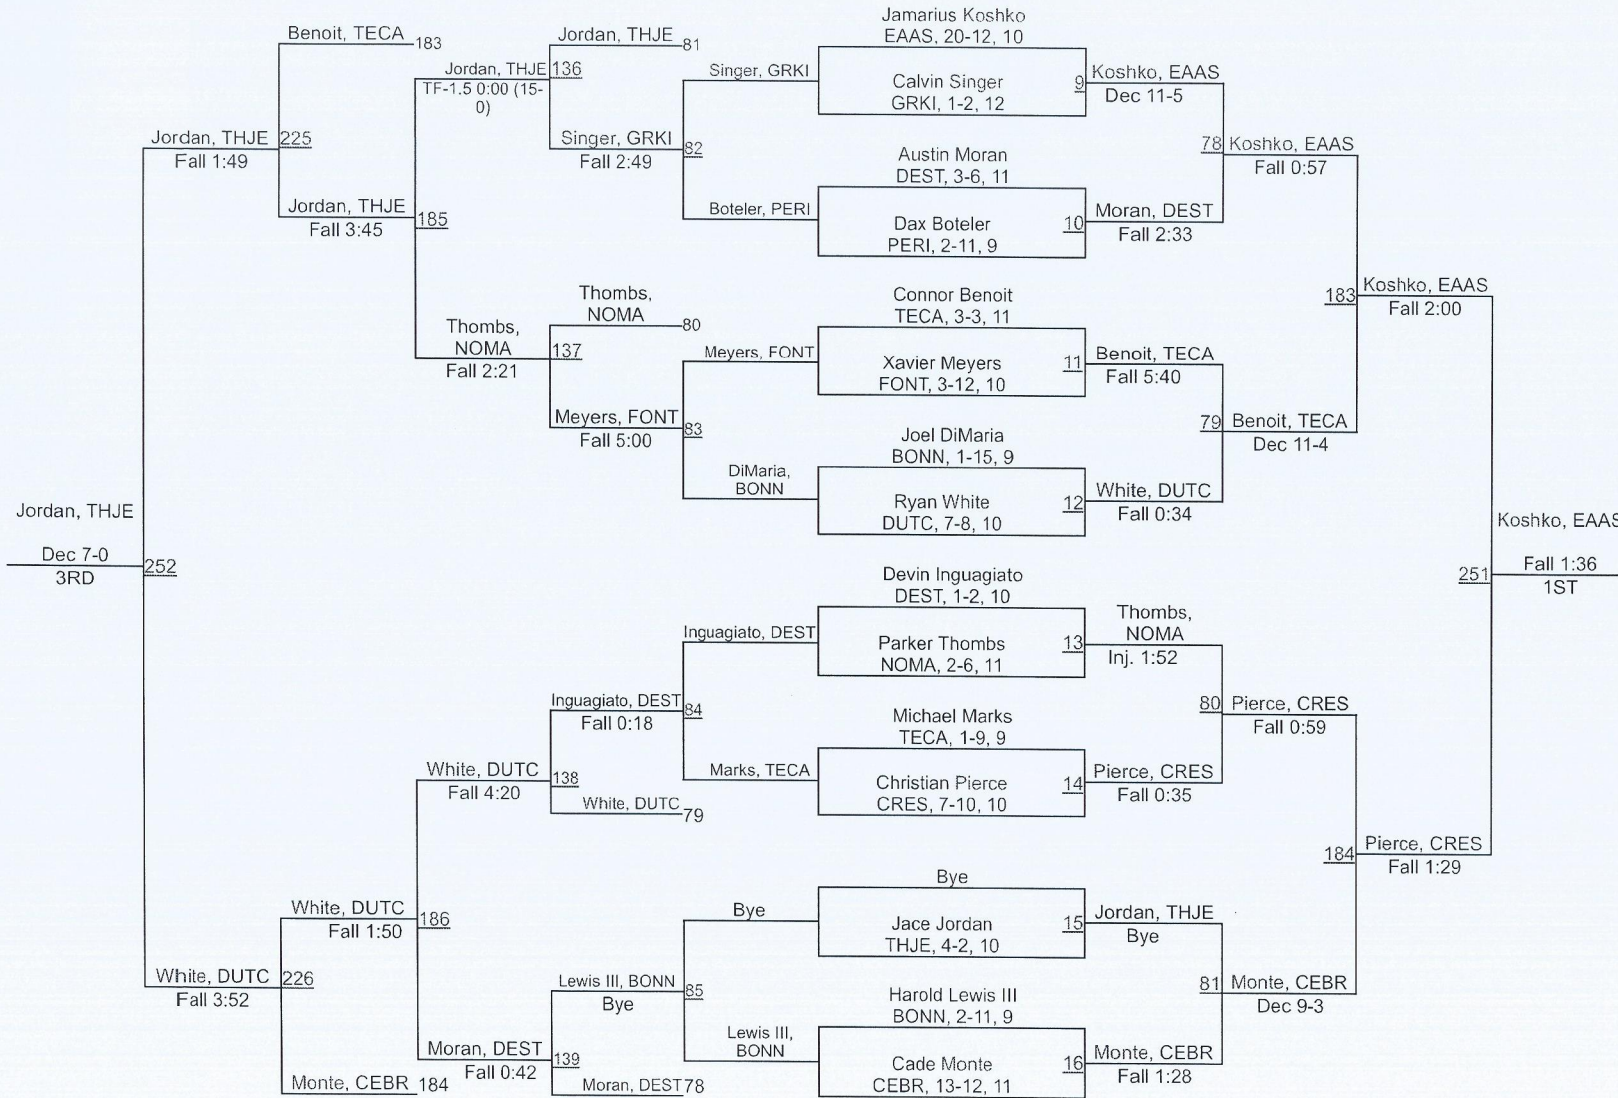 Jamarius Koshko
EAAS, 20-12, 10
Calvin Singer
GRKI, 1-2, 12
9
Austin Moran
DEST, 3-6, 11
Dax Boteler
PERI, 2-11, 9
10
Connor Benoit
TECA, 3-3, 11
Xavier Meyers
FONT, 3-12, 10
11
Joel DiMaria
BONN, 1-15, 9
Ryan White
DUTC, 7-8, 10
12
Devin Inguagiato
DEST, 1-2, 10
Parker Thombs
NOMA, 2-6, 11
13
Michael Marks
TECA, 1-9, 9
Christian Pierce
CRES, 7-10, 10
14
Bye
Jace Jordan
THJE, 4-2, 10
15
Harold Lewis III
BONN, 2-11, 9
Cade Monte
CEBR, 13-12, 11
16
Koshko, EAAS
Dec 11-5
Moran, DEST
Fall 2:33
Benoit, TECA
Fall 5:40
White, DUTC
Fall 0:34
Thombs,
NOMA
Inj. 1:52
Pierce, CRES
Fall 0:35
Jordan, THJE
Bye
Monte, CEBR
Fall 1:28
78
Koshko, EAAS
Fall 0:57
79
Benoit, TECA
Dec 11-4
80
Pierce, CRES
Fall 0:59
81
Monte, CEBR
Dec 9-3
183
Koshko, EAAS
Fall 2:00
184
Pierce, CRES
Fall 1:29
251
Koshko, EAAS
Fall 1:36
1ST
Singer, GRKI
Boteler, PERI
Meyers, FONT
DiMaria,
BONN
Inguagiato, DEST
Marks, TECA
Bye
Lewis III,
BONN
Jordan, THJE
81
Singer, GRKI
Fall 2:49
82
Thombs,
NOMA
80
Meyers, FONT
Fall 5:00
83
Inguagiato, DEST
Fall 0:18
84
White, DUTC
79
Lewis III, BONN
Bye
85
Moran, DEST
78
Jordan, THJE
TF-1.5 0:00 (15-
0)
136
Thombs,
NOMA
Fall 2:21
137
White, DUTC
Fall 4:20
138
Moran, DEST
Fall 0:42
139
Benoit, TECA
183
Jordan, THJE
Fall 3:45
185
White, DUTC
Fall 1:50
186
Monte, CEBR
184
Jordan, THJE
Fall 1:49
225
White, DUTC
Fall 3:52
226
Jordan, THJE
Dec 7-0
3RD
252